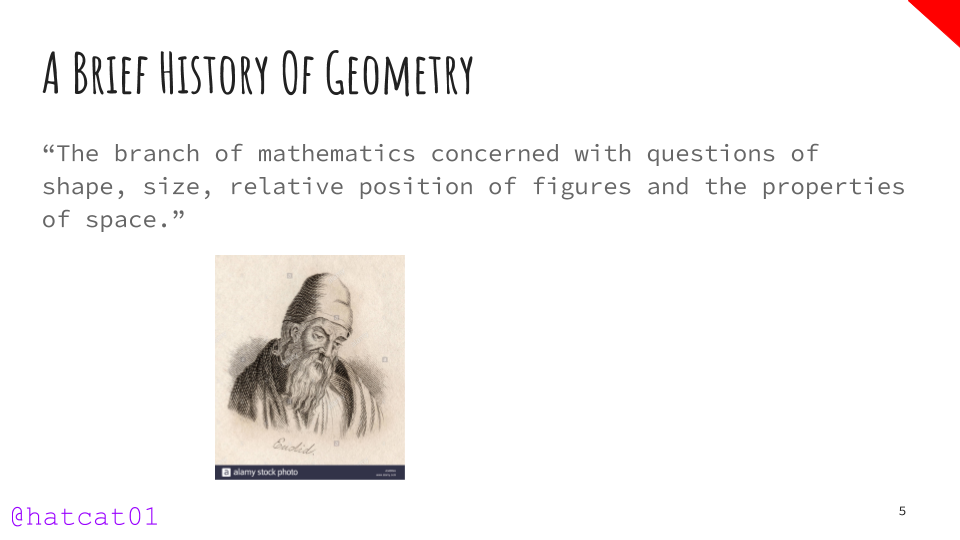 A Brief History Of Geometry
“The branch of mathematics concerned with questions of
shape, size, relative position of figures and the properties
of space.”
Euclid.
a alamy stock photo
@hatcat01
5